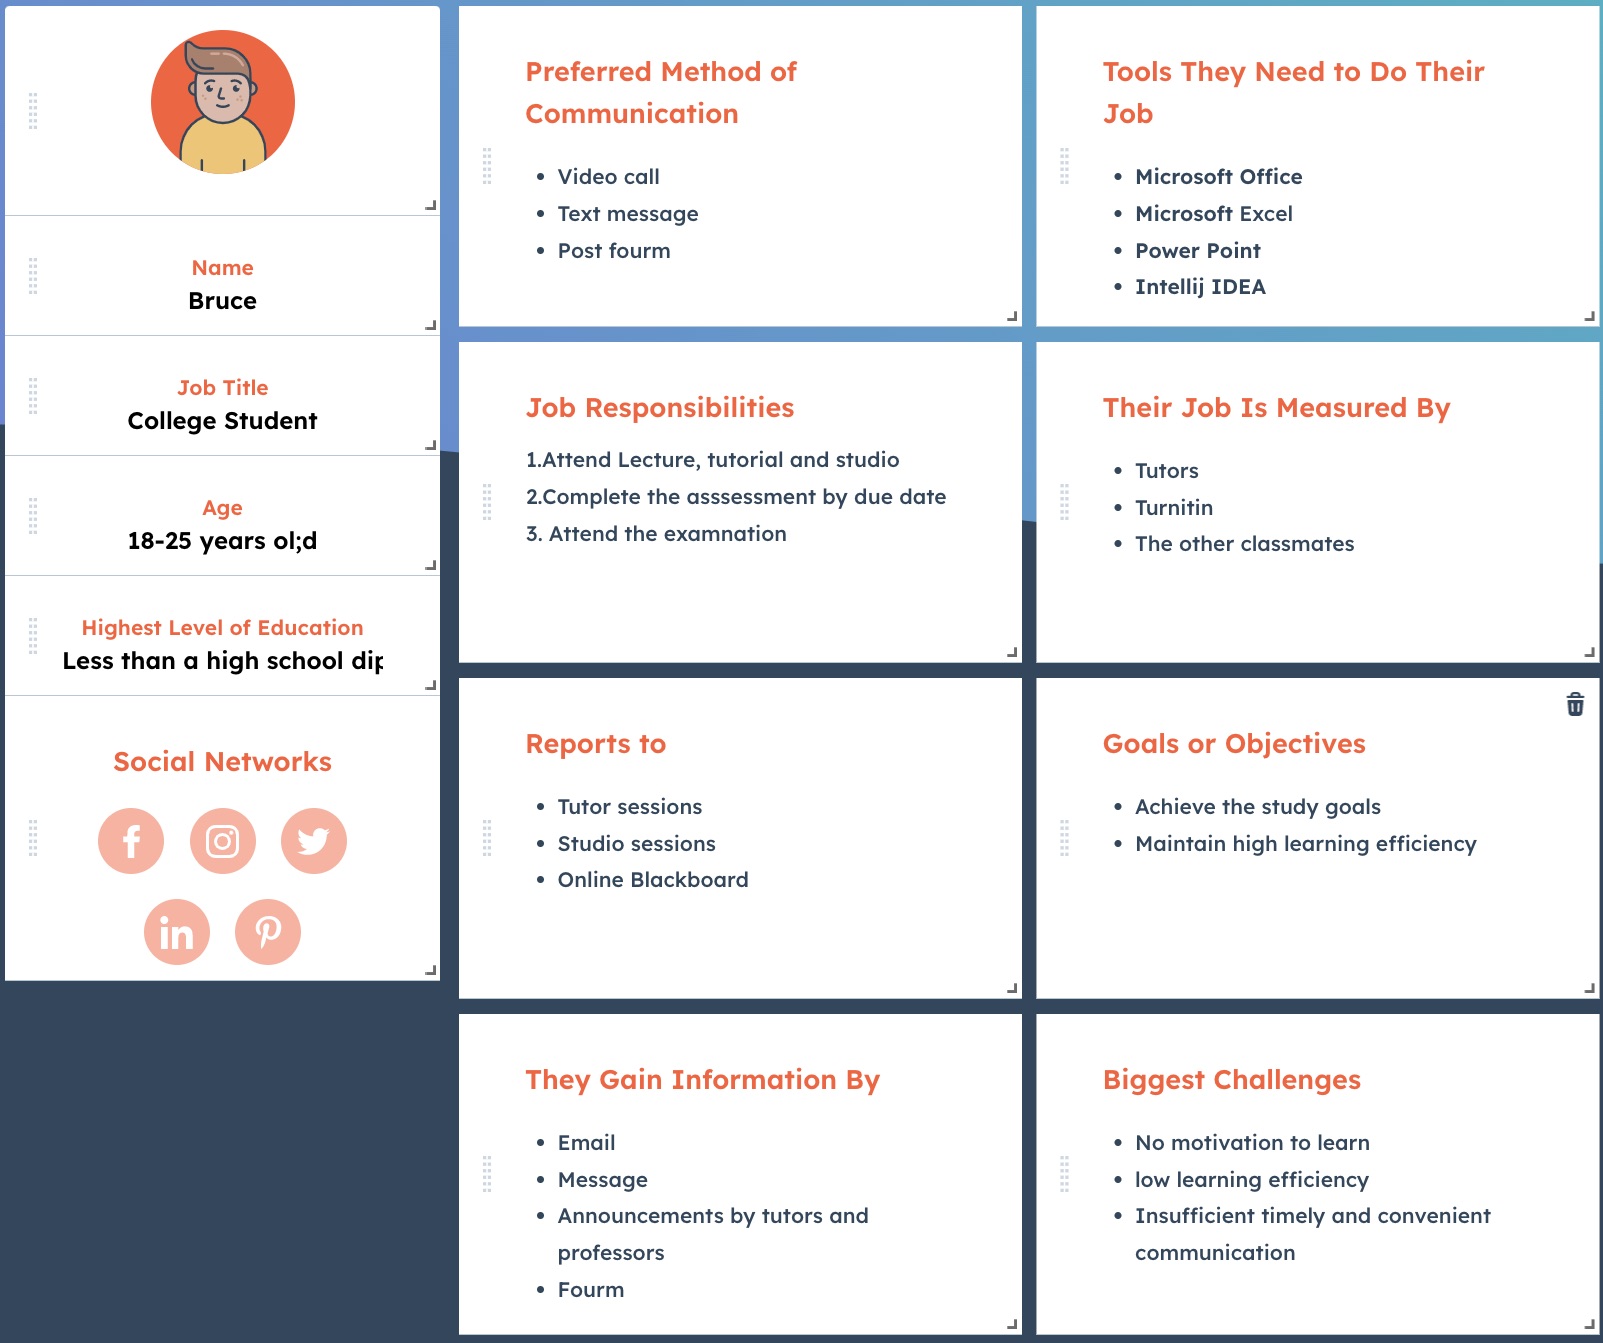 Name
Bruce
Job Title
College Student
Age
18-25 years ol;d
Highest Level of Education
Less than a high school dip
Social Networks
Preferred Method of
Communication
• Video call
• Text message
• Post fourm
Tools They Need to Do Their
Job
• Microsoft Office
• Microsoft Excel
• Power Point
• Intellij IDEA
Job Responsibilities
1.Attend Lecture, tutorial and studio
2.Complete the asssessment by due date
3. Attend the examnation
Their Job Is Measured By
• Tutors
• Turnitin
• The other classmates
Reports to
• Tutor sessions
• Studio sessions
• Online Blackboard
Goals or Objectives
• Achieve the study goals
• Maintain high learning efficiency
They Gain Information By
• Email
• Message
• Announcements by tutors and
professors
• Fourm
Biggest Challenges
• No motivation to learn
• low learning efficiency
• Insufficient timely and convenient
communication